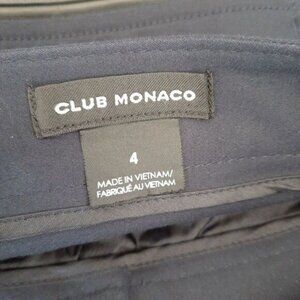 CLUB MONACO
4
MADE IN VIETNAM/
FABRIQUÉ AU VIETNAM